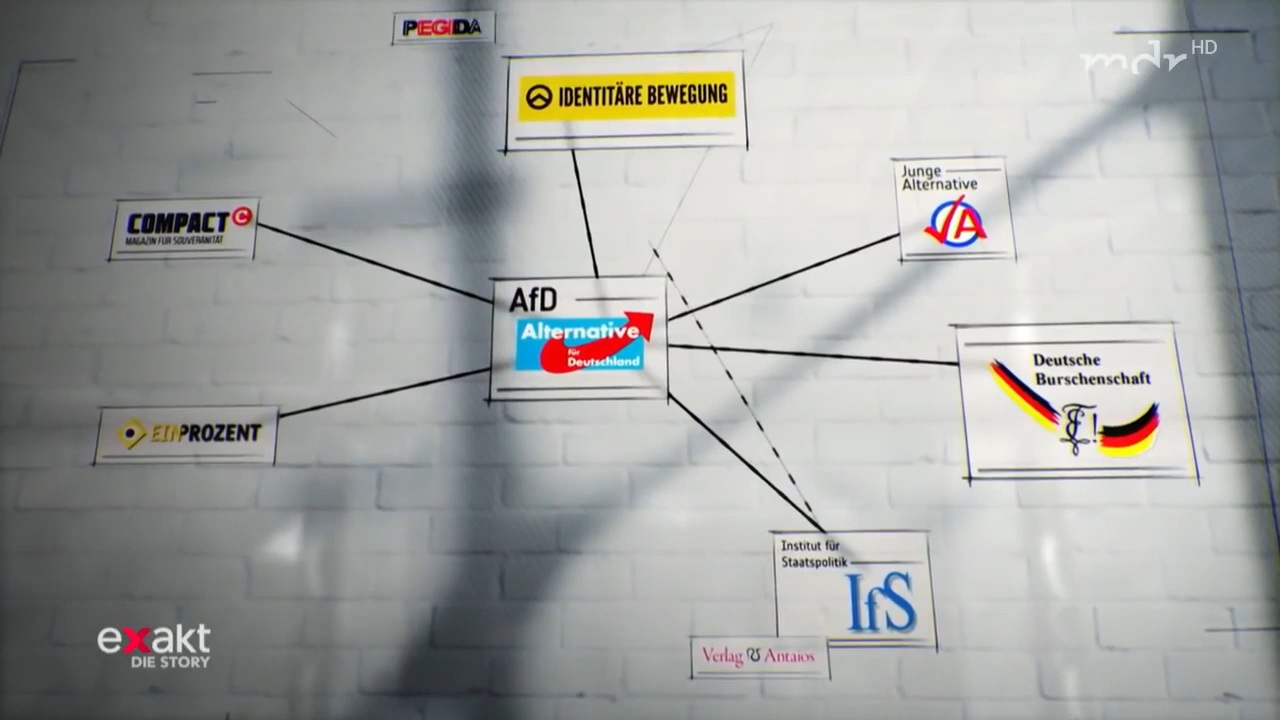 PEGIDA
mdr HD
IDENTITÄRE BEWEGUNG
Junge
Alternative
JA
COMPACT C
MAGAZIN FÜR SOUVERÄNITÄT
AfD
Alternative
für
Deutschland
Deutsche
Burschenschaft
EINPROZENT
Institut für
Staatspolitik
IfS
exakt
DIE STORY
Verlag Antaios